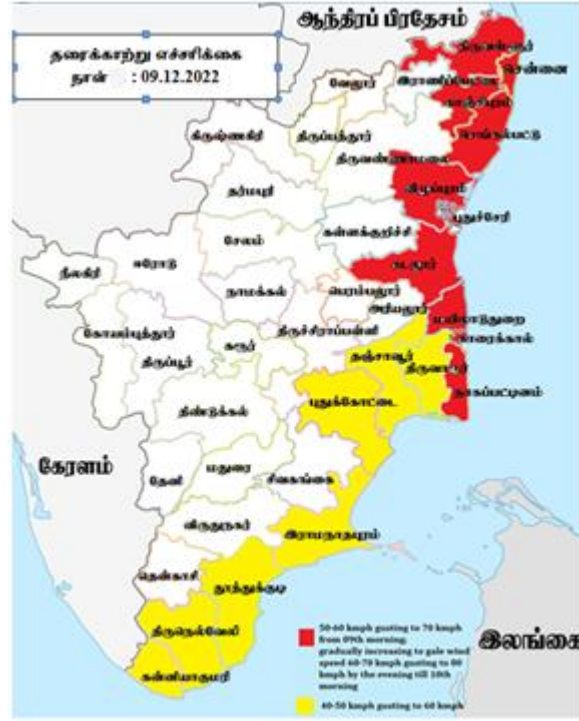 ஆந்திரப் பிரதேசம்
தரைக்காற்று எச்சரிக்கை
நாள் : 09.12.2022
திருவள்ளூர்
சென்னை
வேலூர்
இராணிப்பேட்டை
காஞ்சிபுரம்
செங்கல்பட்டு
கிருஷ்ணகிரி
திருப்பத்தூர்
திருவண்ணாமலை
தர்மபுரி
விழுப்புரம்
புதுச்சேரி
சேலம்
கள்ளக்குறிச்சி
நீலகிரி
ஈரோடு
கடலூர்
நாமக்கல்
பெரம்பலூர்
அரியலூர்
மயிலாடுதுறை
கோயம்புத்தூர்
திருச்சிராப்பள்ளி
காரைக்கால்
திருப்பூர்
கரூர்
தஞ்சாவூர்
திருவாரூர்
நாகப்பட்டினம்
புதுக்கோட்டை
திண்டுக்கல்
கேரளம்
தேனி
மதுரை
சிவகங்கை
விருதுநகர்
இராமநாதபுரம்
தென்காசி
தூத்துக்குடி
திருநெல்வேலி
கன்னியாகுமரி
இலங்கை
50-60 kmph gusting to 70 kmph
from 09th morning,
gradually increasing to gale wind
speed 60-70 kmph gusting to 80
kmph by the evening till 10th
morning
40-50 kmph gusting to 60 kmph